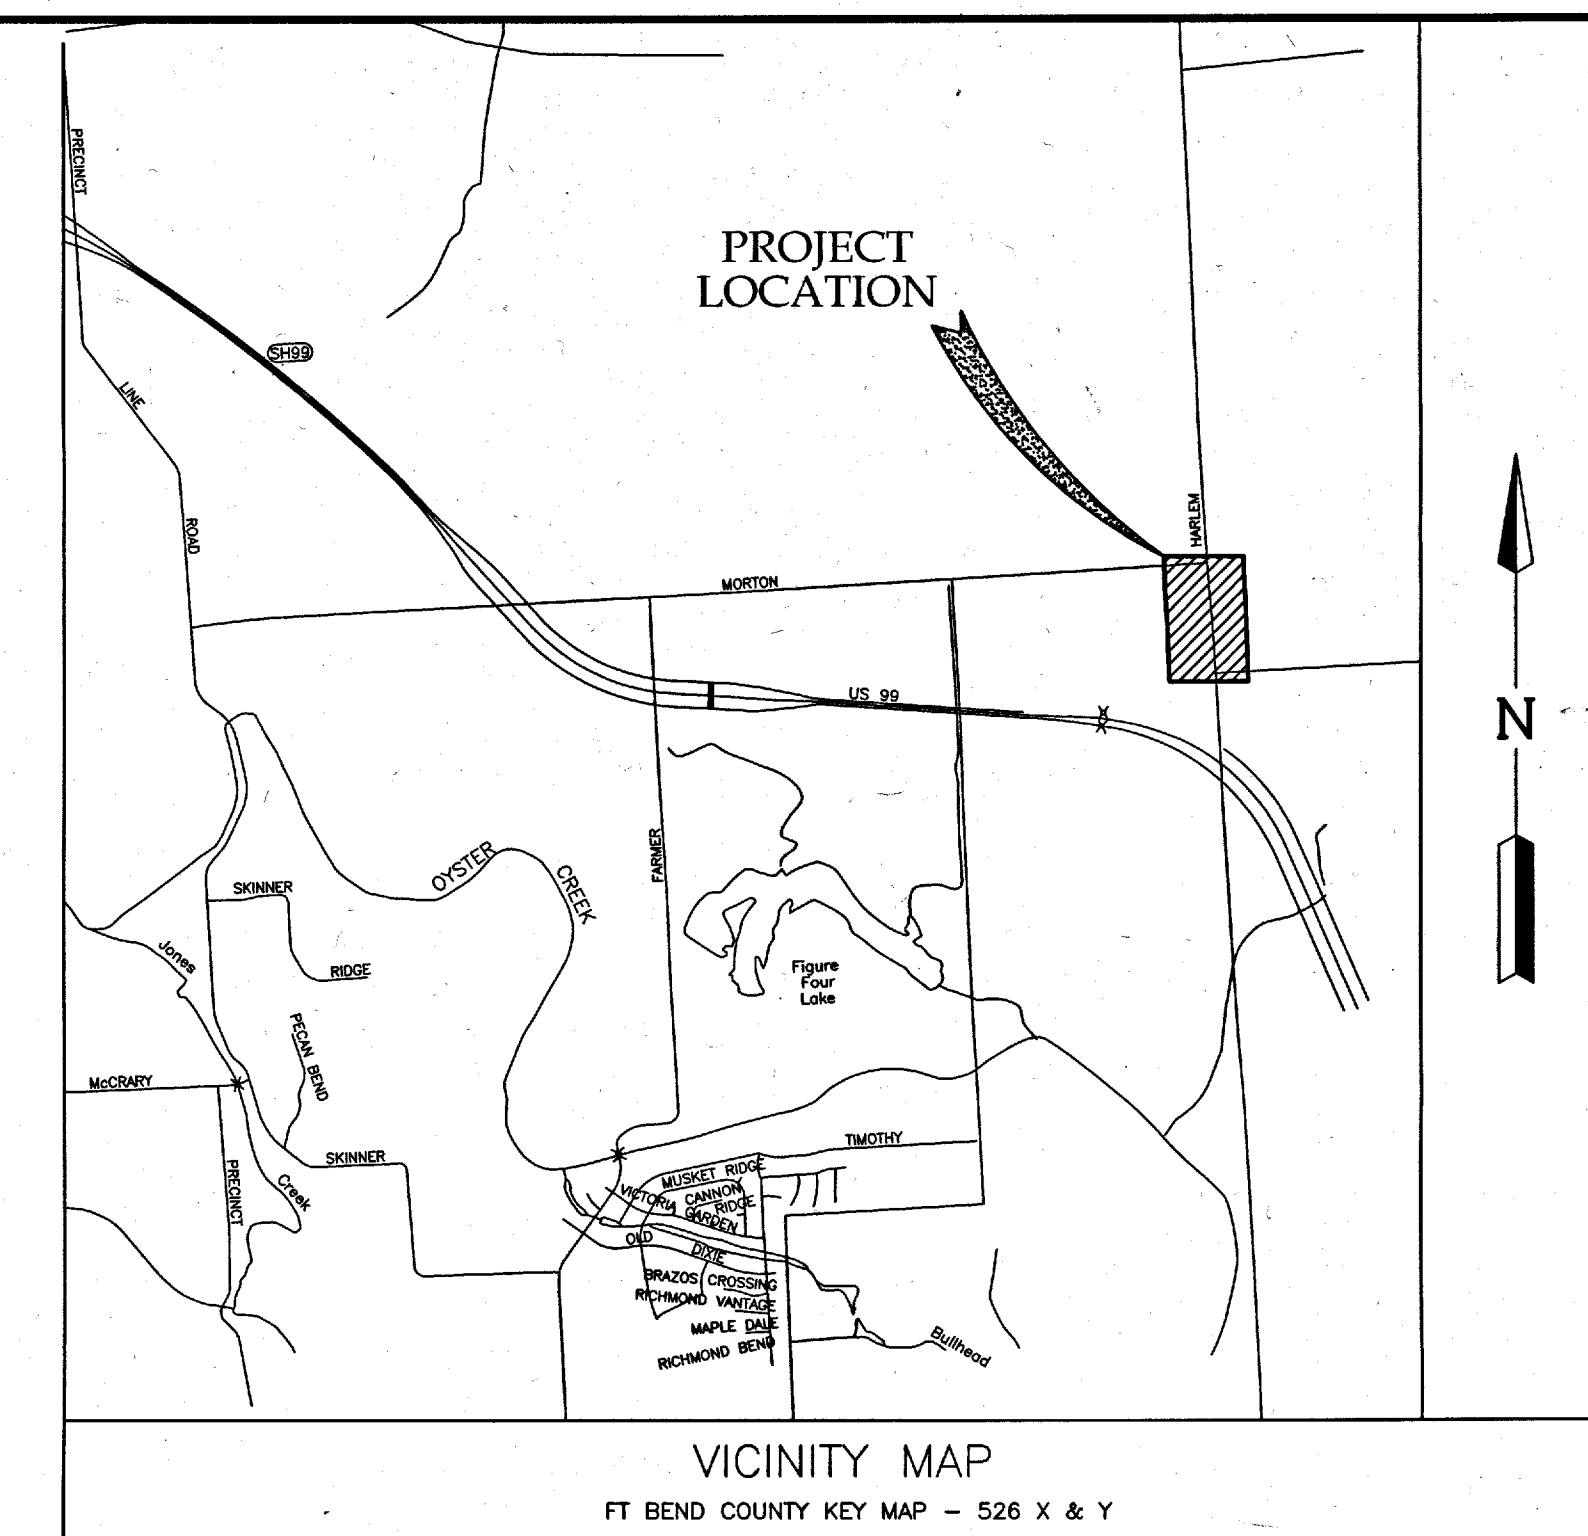 PRECINCT
PROJECT
LOCATION
SH99
LINE
ROAD
HARLEM
MORTON
US 99
N
OYSTER
CREEK
FARMER
SKINNER
RIDGE
Jones
Figure
Four
Lake
PECAN BEND
McCRARY
TIMOTHY
SKINNER
PRECINCT
Creek
MUSKET RIDGE
VICTORIA
GARDEN
CANNON
RIDGE
OLD
DIXIE
BRAZOS CROSSING
RICHMOND VANTAGE
MAPLE DALE
RICHMOND BEND
Bullhead
VICINITY MAP
FT BEND COUNTY KEY MAP – 526 X & Y